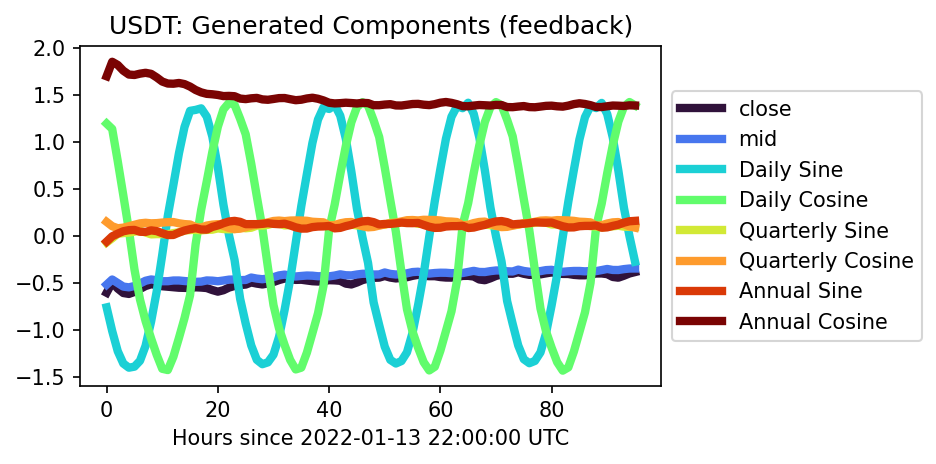 USDT: Generated Components (feedback)
2.0
1.5
1.0
0.5
0.0
−0.5
−1.0
−1.5
0 20 40 60 80
Hours since 2022-01-13 22:00:00 UTC
close
mid
Daily Sine
Daily Cosine
Quarterly Sine
Quarterly Cosine
Annual Sine
Annual Cosine